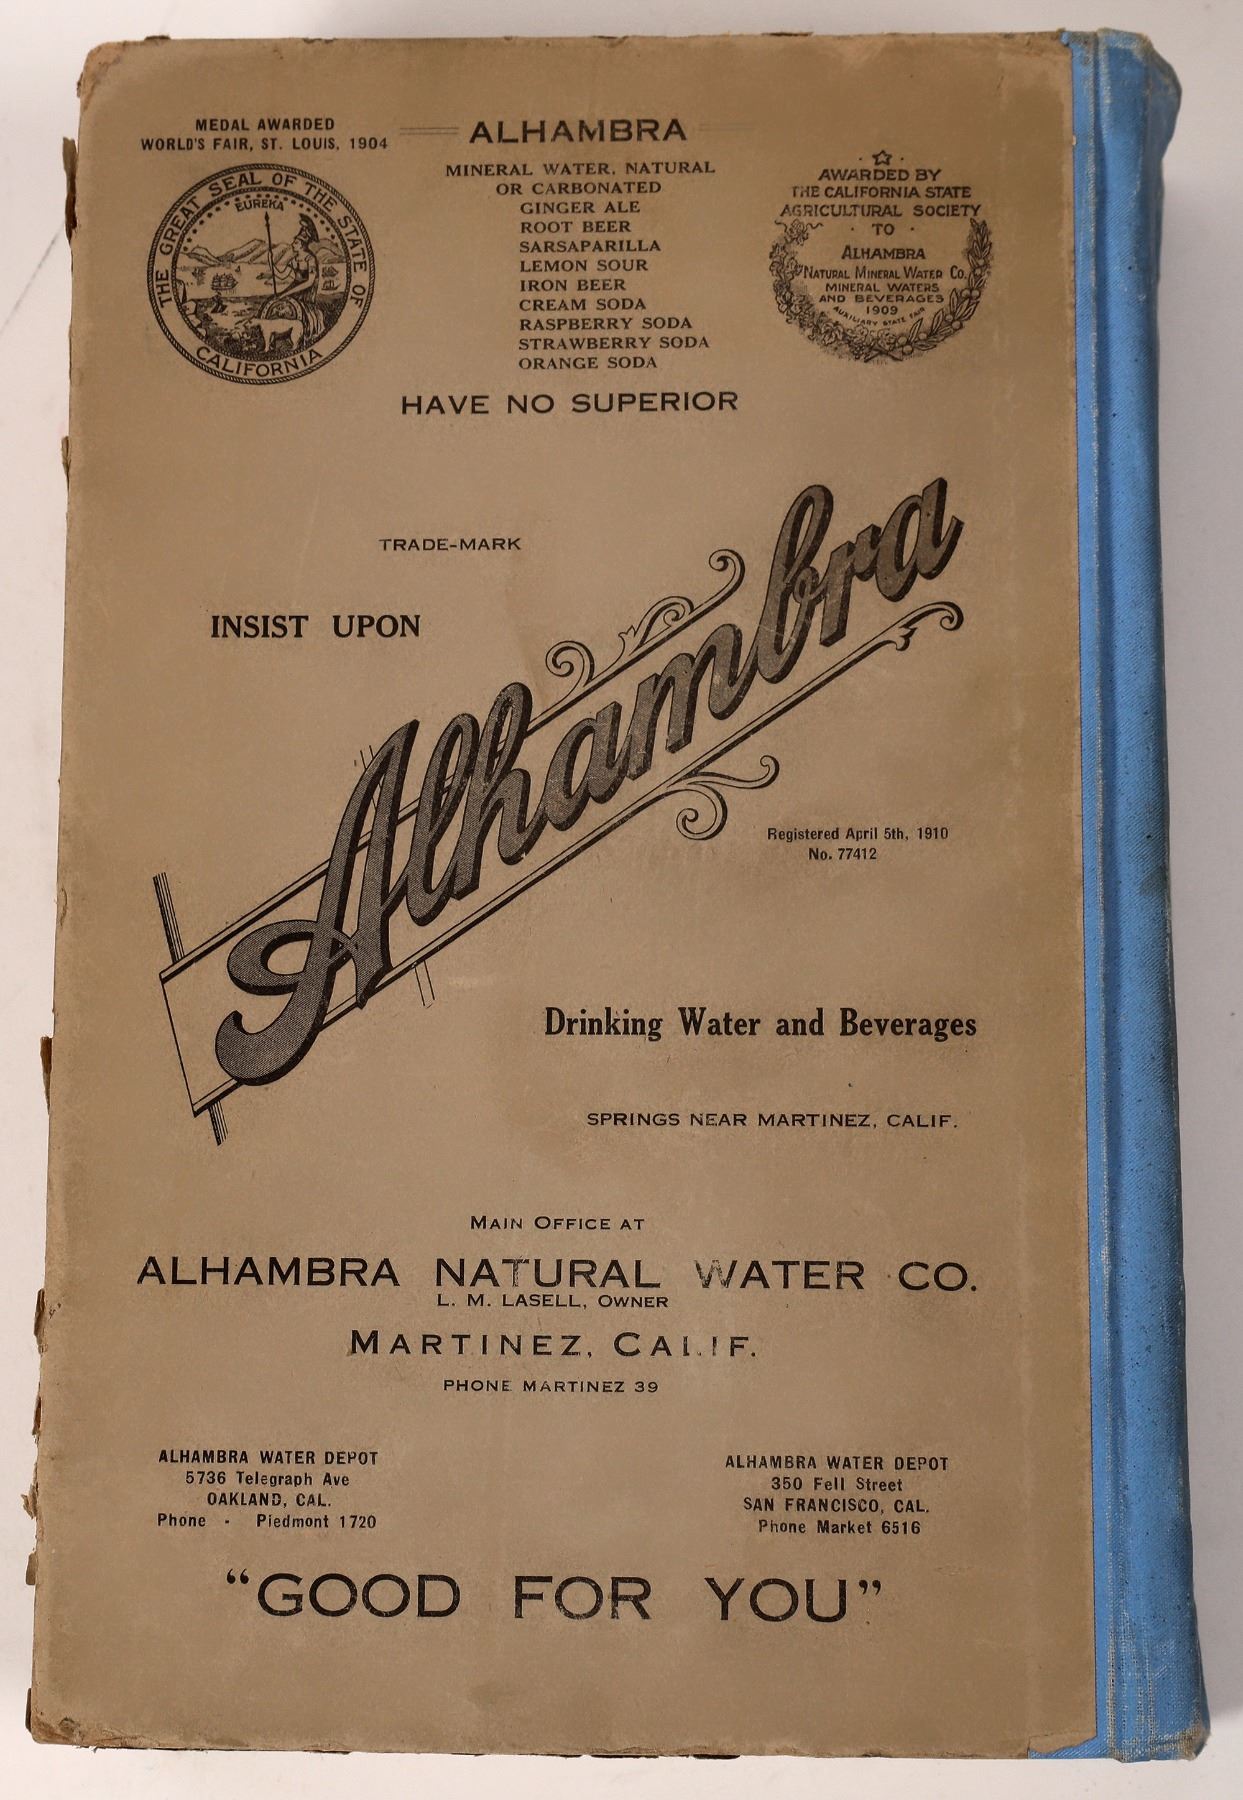 MEDAL AWARDED
WORLD'S FAIR, ST. LOUIS, 1904
THE GREAT SEAL OF THE STATE OF
EUREKA
CALIFORNIA
ALHAMBRA
MINERAL WATER, NATURAL
OR CARBONATED
GINGER ALE
ROOT BEER
SARSAPARILLA
LEMON SOUR
IRON BEER
CREAM SODA
RASPBERRY SODA
STRAWBERRY SODA
ORANGE SODA
HAVE NO SUPERIOR
AWARDED BY
THE CALIFORNIA STATE
AGRICULTURAL SOCIETY
· TO ·
ALHAMBRA
NATURAL MINERAL WATER CO.
MINERAL WATERS
AND BEVERAGES
1909
AUXILIARY STATE FAIR
TRADE-MARK
INSIST UPON
Alhambra
Registered April 5th, 1910
No. 77412
Drinking Water and Beverages
SPRINGS NEAR MARTINEZ, CALIF.
MAIN OFFICE AT
ALHAMBRA NATURAL WATER CO.
L. M. LASELL, OWNER
MARTINEZ, CALIF.
PHONE MARTINEZ 39
ALHAMBRA WATER DEPOT
5736 Telegraph Ave
OAKLAND, CAL.
Phone - Piedmont 1720
ALHAMBRA WATER DEPOT
350 Fell Street
SAN FRANCISCO, CAL.
Phone Market 6516
"GOOD FOR YOU"